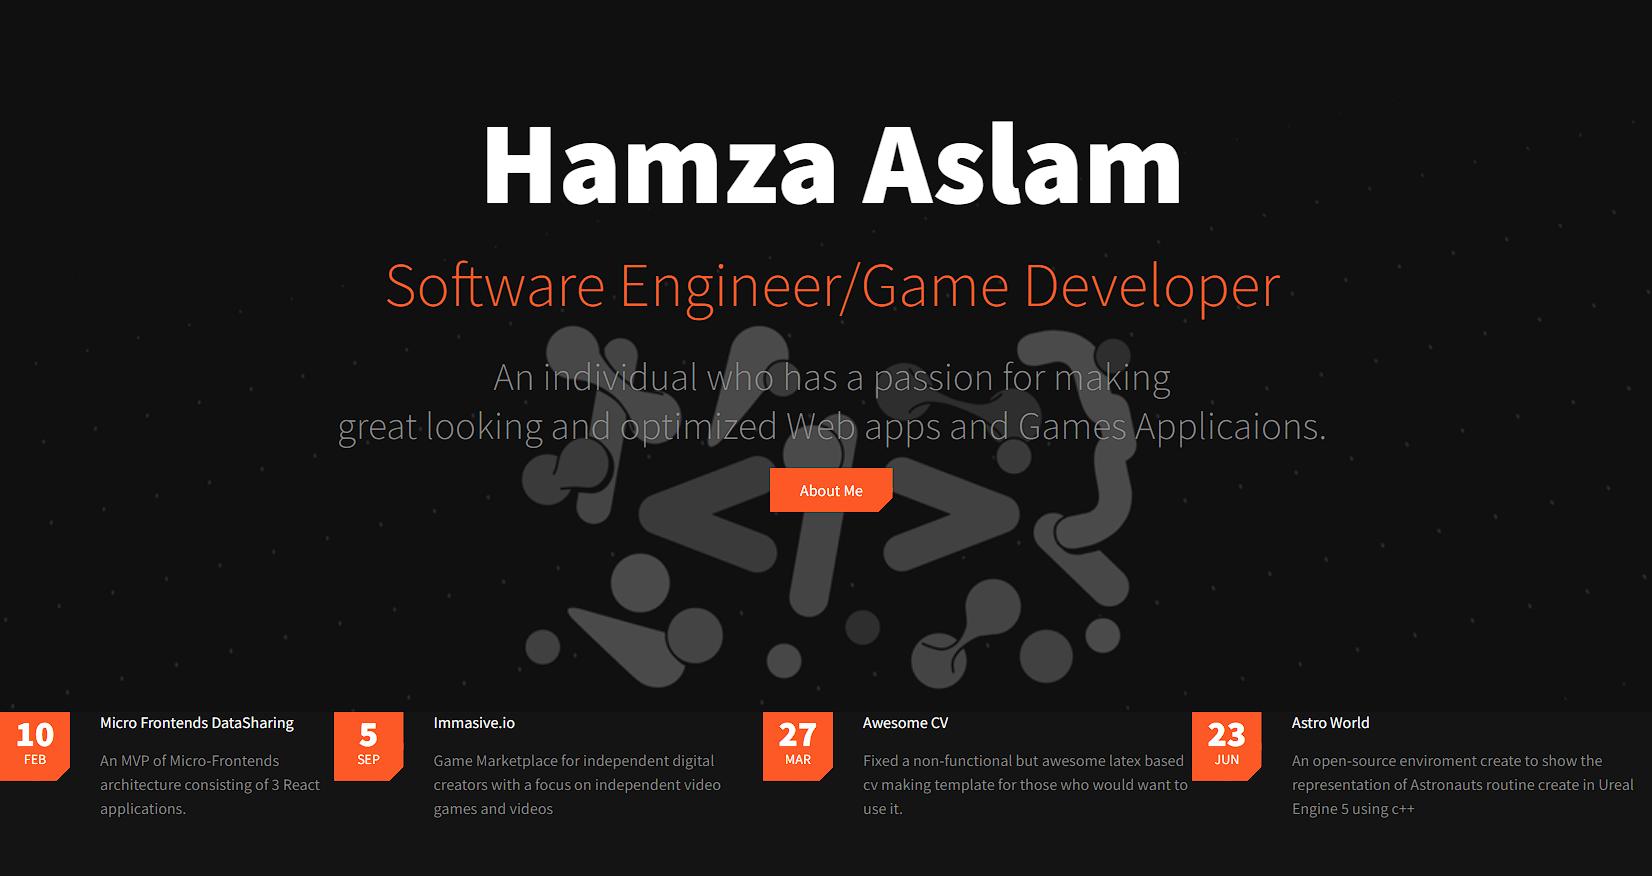 Hamza Aslam
Software Engineer/Game Developer
An individual who has a passion for making
great looking and optimized Web apps and Games Applicaions.
About Me
10
FEB
Micro Frontends DataSharing
An MVP of Micro-Frontends
architecture consisting of 3 React
applications.
5
SEP
Immasive.io
Game Marketplace for independent digital
creators with a focus on independent video
games and videos
27
MAR
Awesome CV
Fixed a non-functional but awesome latex based
cv making template for those who would want to
use it.
23
JUN
Astro World
An open-source enviroment create to show the
representation of Astronauts routine create in Ureal
Engine 5 using c++